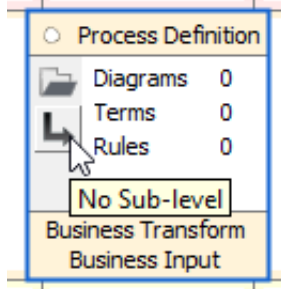 Process Definition
Diagrams 0
Terms 0
Rules 0
No Sub-level
Business Transform
Business Input